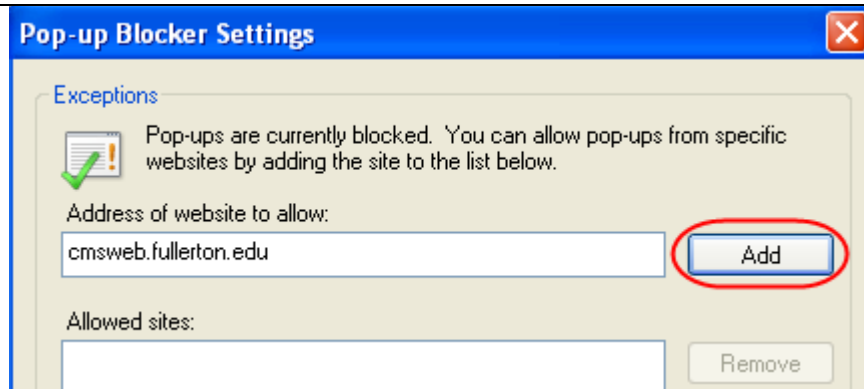 Pop-up Blocker Settings
Exceptions
Pop-ups are currently blocked.  You can allow pop-ups from specific
websites by adding the site to the list below.
Address of website to allow:
cmsweb.fullerton.edu
Add
Allowed sites:
Remove